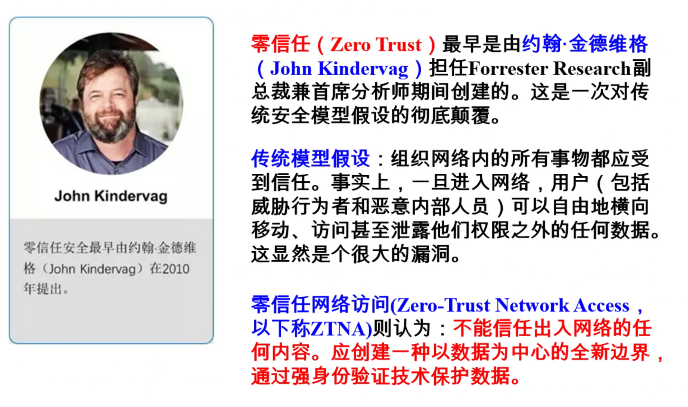 John Kindervag
零信任安全最早由约翰·金德维
格（John Kindervag）在2010
年提出。
零信任（Zero Trust）最早是由约翰·金德维格
（John Kindervag）担任Forrester Research副
总裁兼首席分析师期间创建的。这是一次对传
统安全模型假设的彻底颠覆。
传统模型假设：组织网络内的所有事物都应受
到信任。事实上，一旦进入网络，用户（包括
威胁行为者和恶意内部人员）可以自由地横向
移动、访问甚至泄露他们权限之外的任何数据。
这显然是个很大的漏洞。
零信任网络访问(Zero-Trust Network Access，
以下称ZTNA)则认为：不能信任出入网络的任
何内容。应创建一种以数据为中心的全新边界，
通过强身份验证技术保护数据。